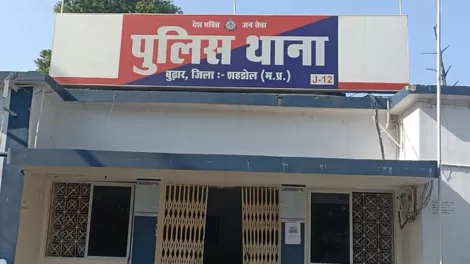 देश भक्ति जन सेवा
पुलिस थाना
बुढ़ार, जिला :- शहडोल (म.प्र.)
J-12